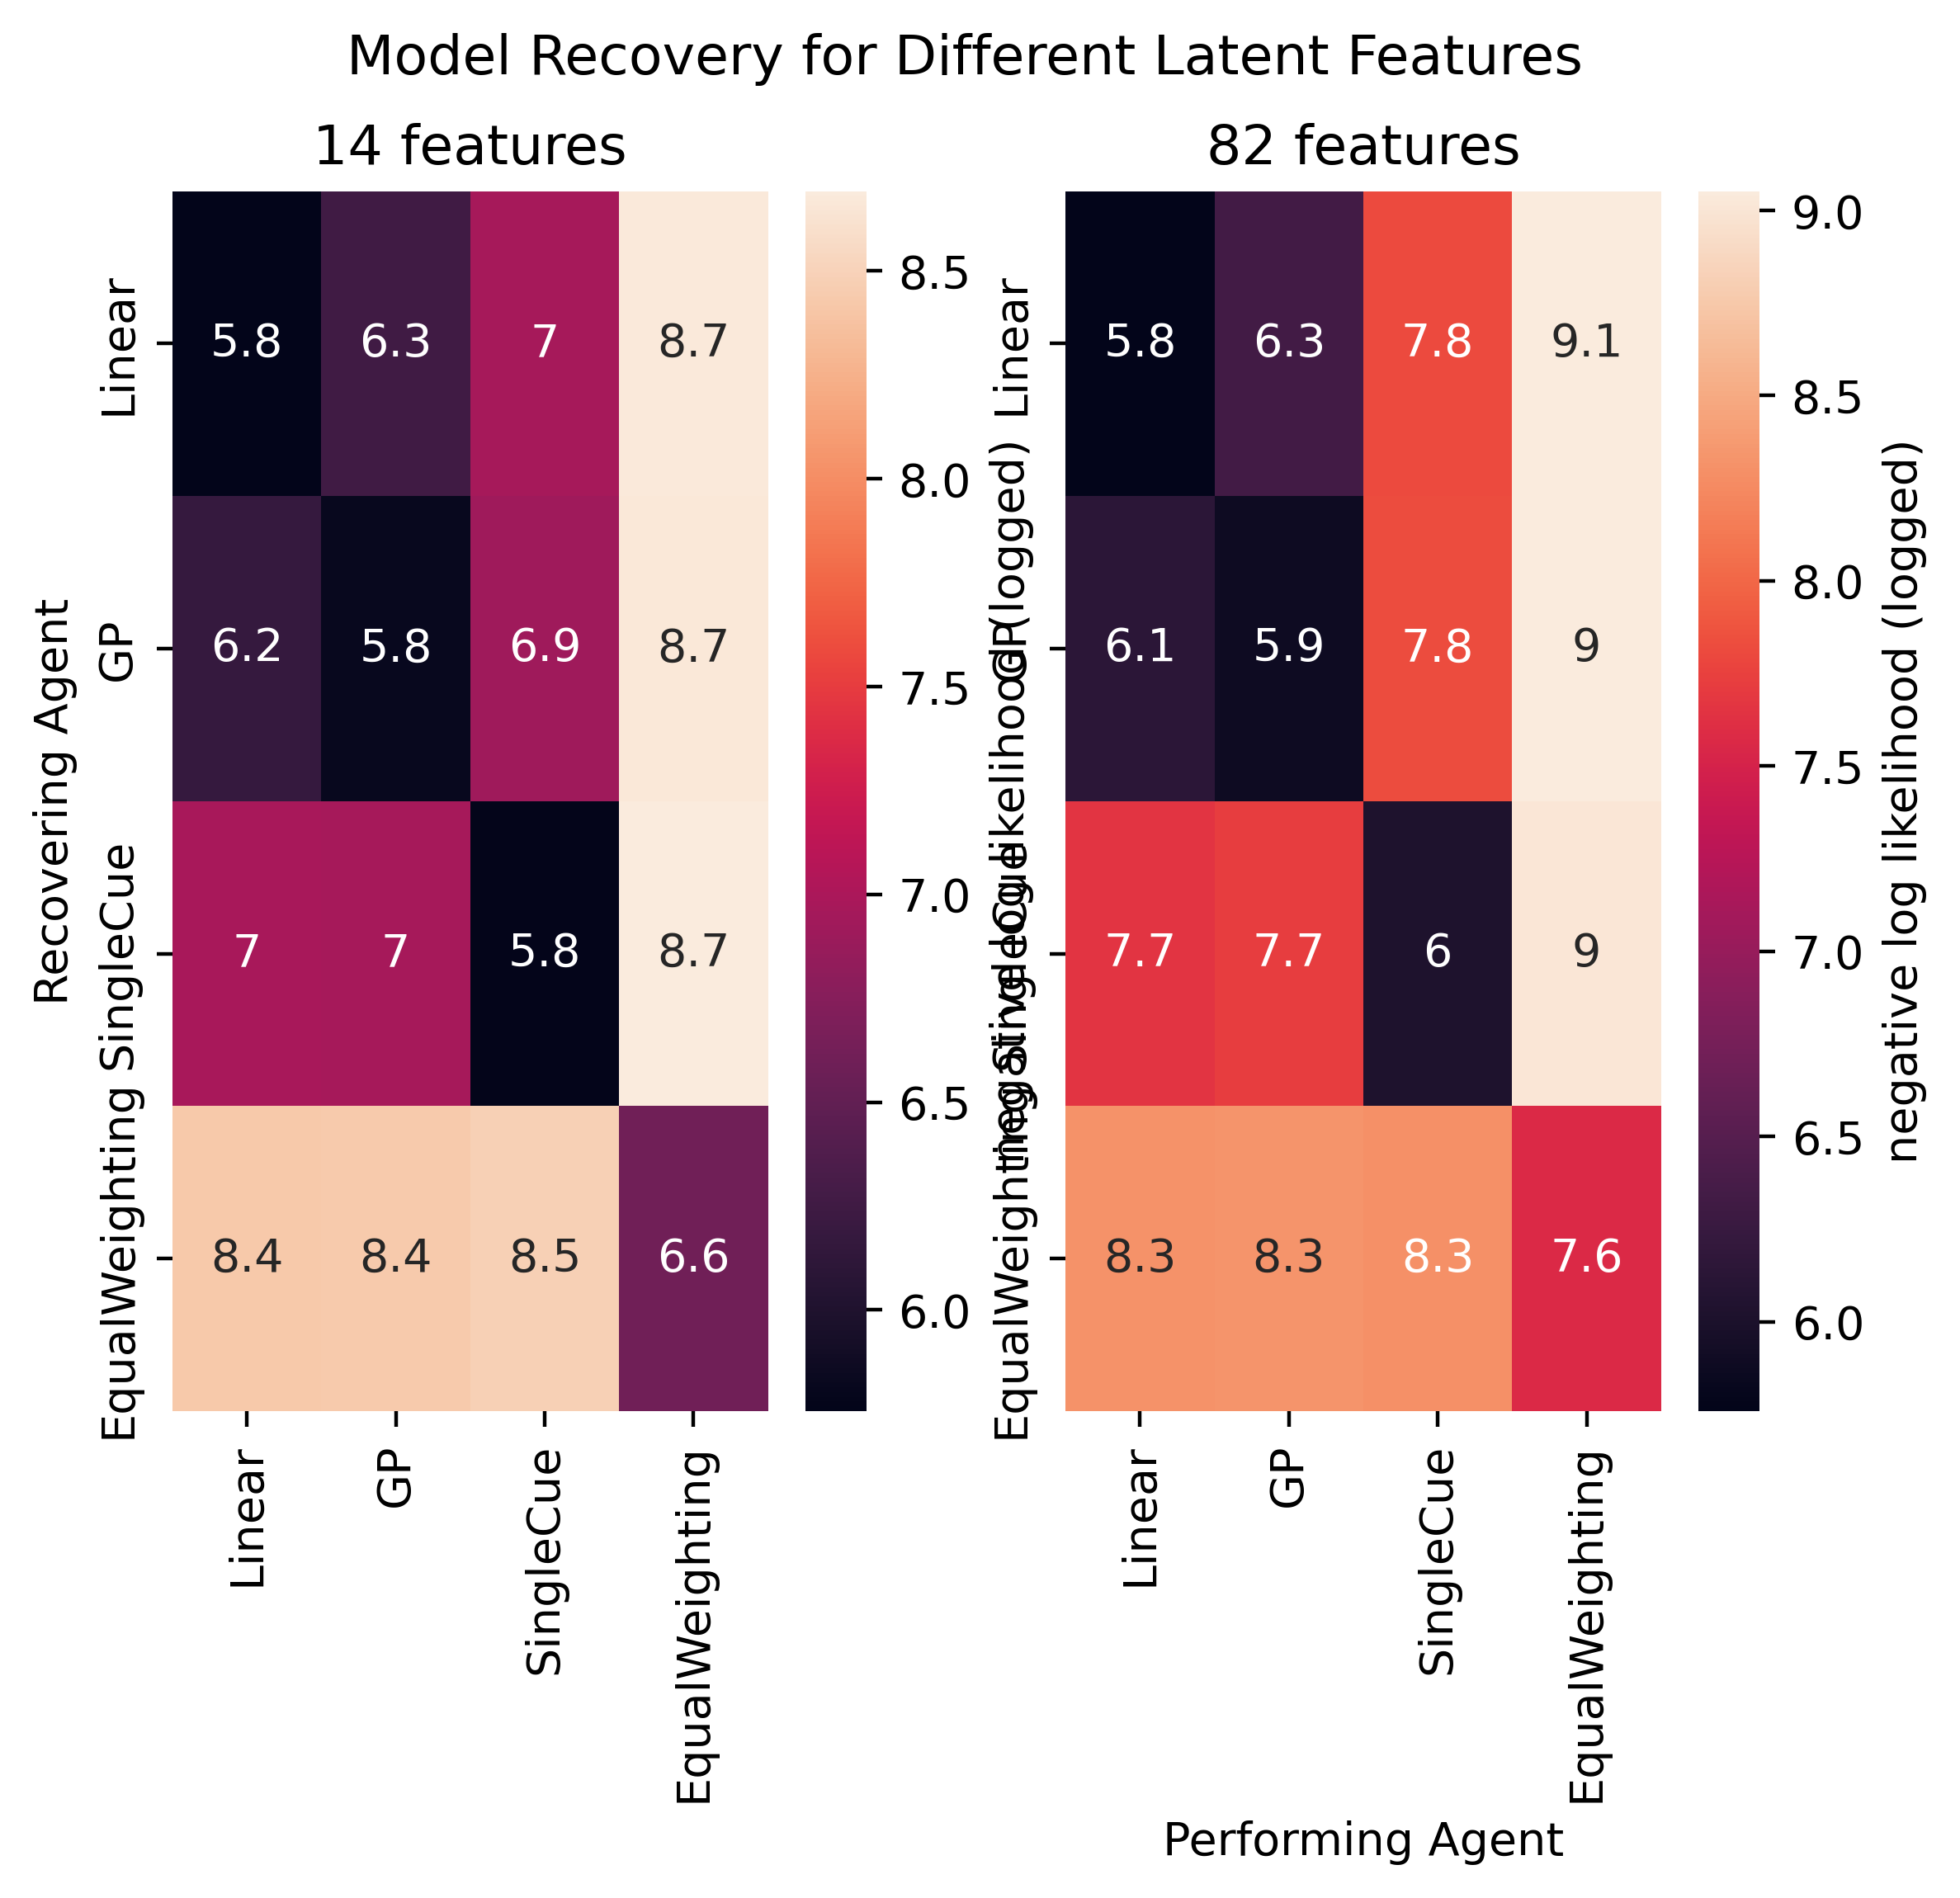 Model Recovery for Different Latent Features
14 features
82 features
Recovering Agent
Linear
GP
SingleCue
EqualWeighting
5.8 6.3 7 8.7
6.2 5.8 6.9 8.7
7 7 5.8 8.7
8.4 8.4 8.5 6.6
Linear
GP
SingleCue
EqualWeighting
8.5
8.0
7.5
7.0
6.5
6.0
negative log likelihood (logged)
Linear
GP
SingleCue
EqualWeighting
5.8 6.3 7.8 9.1
6.1 5.9 7.8 9
7.7 7.7 6 9
8.3 8.3 8.3 7.6
Linear
GP
SingleCue
EqualWeighting
Performing Agent
9.0
8.5
8.0
7.5
7.0
6.5
6.0
negative log likelihood (logged)